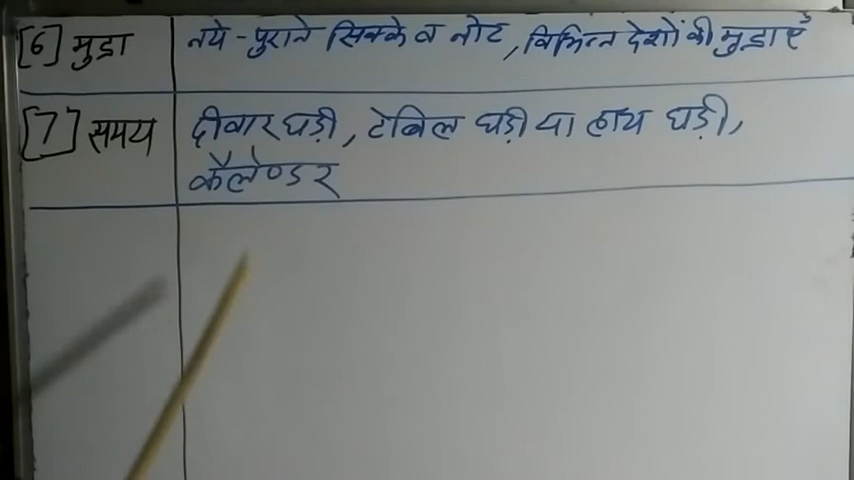 [6] मुद्रा नये-पुराने सिक्के व नोट, विभिन्न देशों की मुद्राएँ
[7] समय दीवार घड़ी, टेबिल घड़ी या हाथ घड़ी,
कैलेण्डर